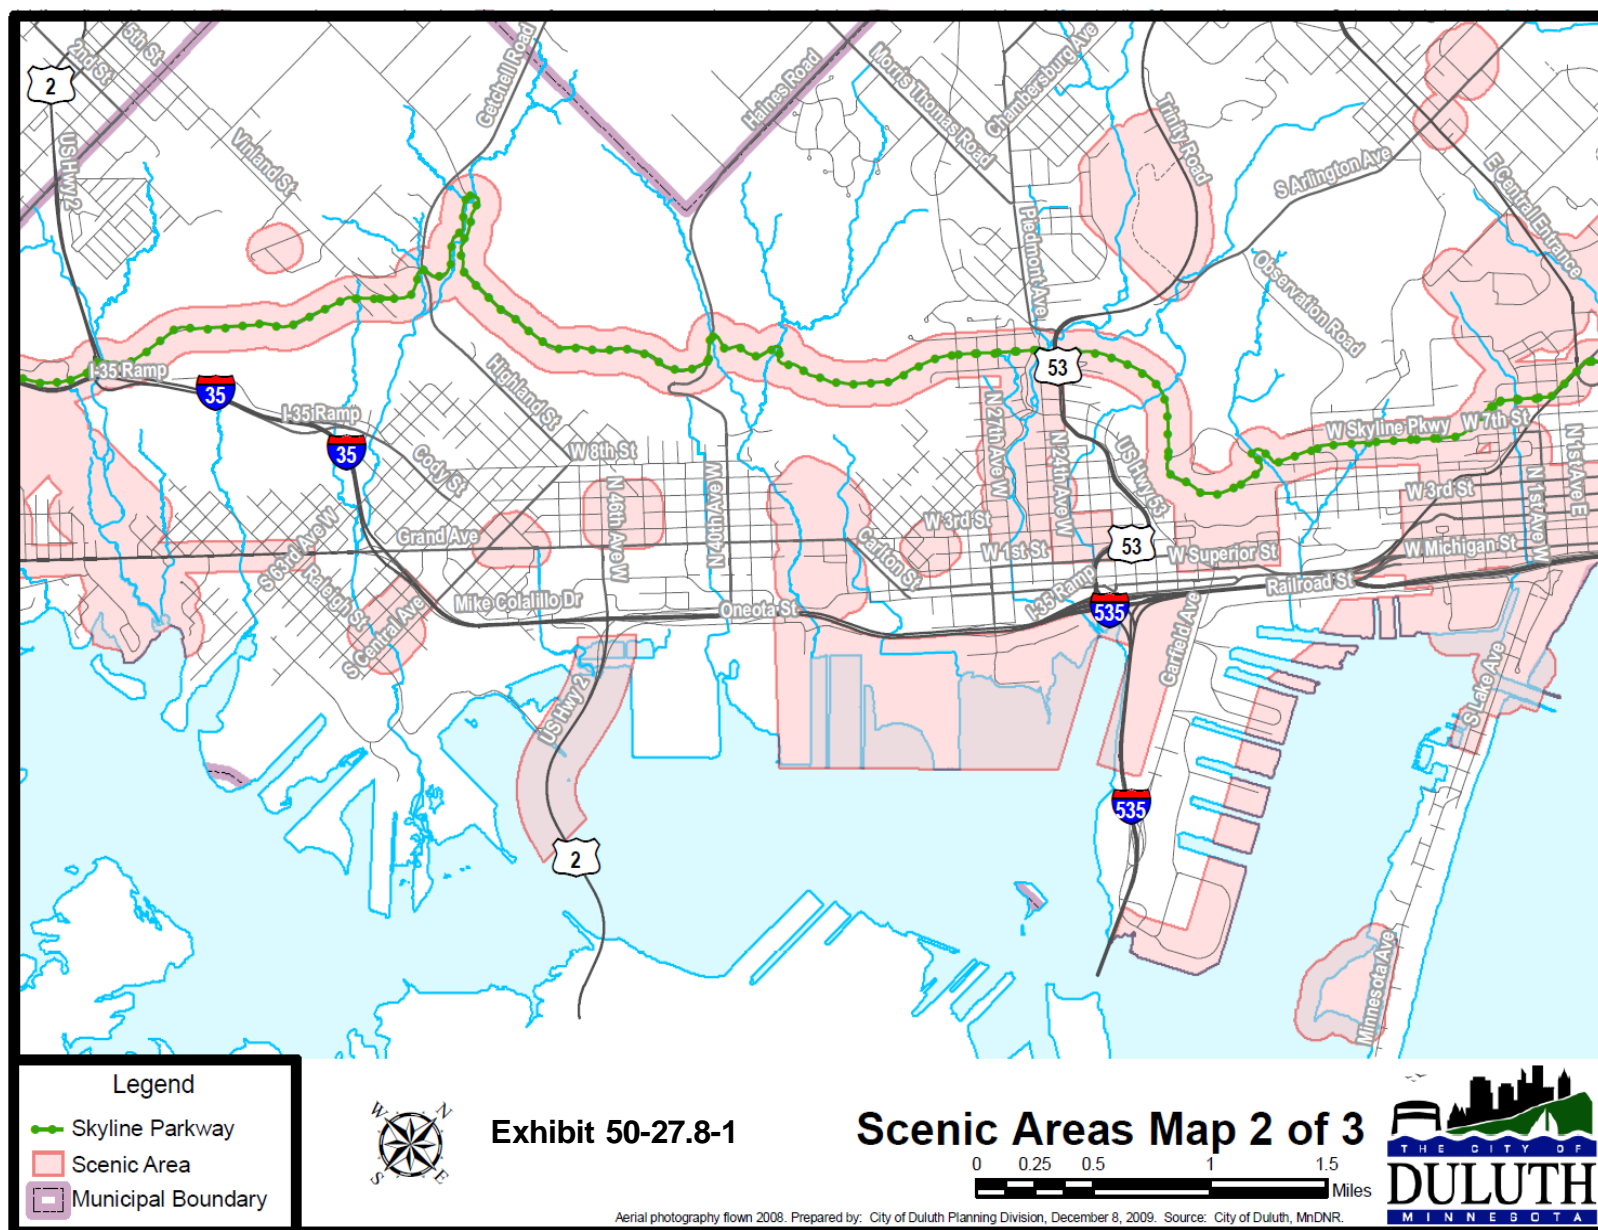 2nd St
5th St
2
US Hwy 2
Vinland St
Getchell Road
Haines Road
Morris Thomas Road
Chambersburg Ave
Trinity Road
S Arlington Ave
E Central Entrance
Piedmont Ave
Observation Road
I-35 Ramp
35
I-35 Ramp
35
Cody St
Highland St
W 8th St
53
N 27th Ave W
N 24th Ave W
US Hwy 53
W Skyline Pkwy
W 7th St
N 1st Ave E
N 1st Ave W
W 3rd St
W Michigan St
S 63rd Ave W
Raleigh St
S Central Ave
Grand Ave
N 46th Ave W
N 40th Ave W
Carlton St
W 3rd St
W 1st St
53
W Superior St
Railroad St
Mike Colalillo Dr
Oneota St
I-35 Ramp
535
Garfield Ave
S Lake Ave
US Hwy 2
535
2
Minnesota Ave
Legend
Skyline Parkway
Scenic Area
Municipal Boundary
W
N
S
E
Exhibit 50-27.8-1
Scenic Areas Map 2 of 3
0 0.25 0.5 1 1.5
Miles
Aerial photography flown 2008. Prepared by: City of Duluth Planning Division, December 8, 2009. Source: City of Duluth, MnDNR.
THE CITY OF
DULUTH
MINNESOTA